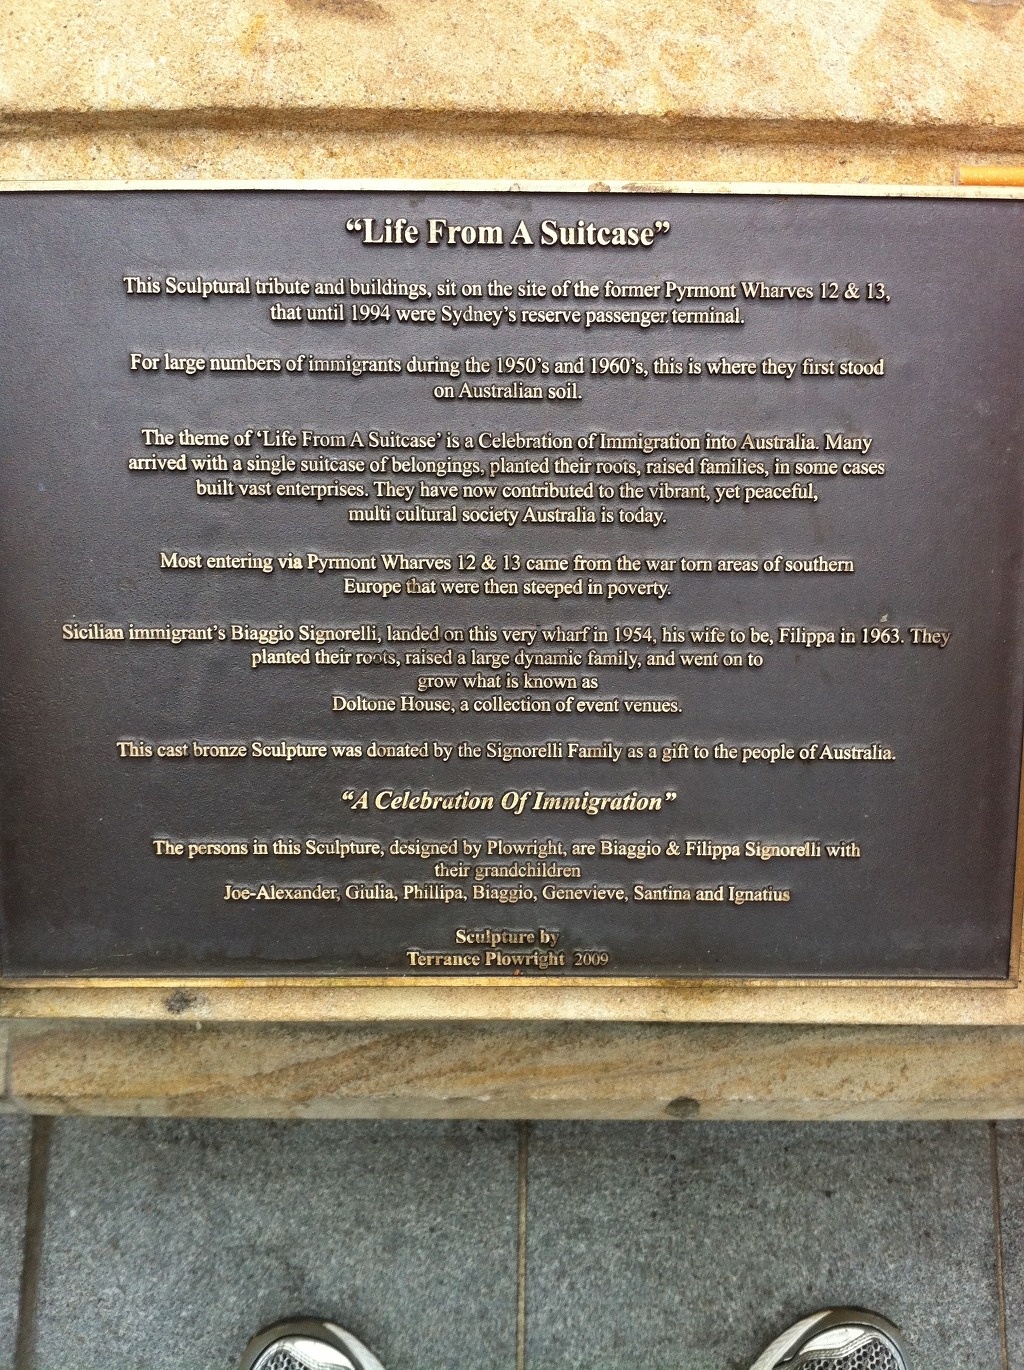 “Life From A Suitcase”
This Sculptural tribute and buildings, sit on the site of the former Pyrmont Wharves 12 & 13,
that until 1994 were Sydney’s reserve passenger terminal.
For large numbers of immigrants during the 1950’s and 1960’s, this is where they first stood
on Australian soil.
The theme of ‘Life From A Suitcase’ is a Celebration of Immigration into Australia. Many
arrived with a single suitcase of belongings, planted their roots, raised families, in some cases
built vast enterprises. They have now contributed to the vibrant, yet peaceful,
multi cultural society Australia is today.
Most entering via Pyrmont Wharves 12 & 13 came from the war torn areas of southern
Europe that were then steeped in poverty.
Sicilian immigrant’s Biaggio Signorelli, landed on this very wharf in 1954, his wife to be, Filippa in 1963. They
planted their roots, raised a large dynamic family, and went on to
grow what is known as
Doltone House, a collection of event venues.
This cast bronze Sculpture was donated by the Signorelli Family as a gift to the people of Australia.
“A Celebration Of Immigration”
The persons in this Sculpture, designed by Plowright, are Biaggio & Filippa Signorelli with
their grandchildren
Joe-Alexander, Giulia, Phillipa, Biaggio, Genevieve, Santina and Ignatius
Sculpture by
Terrance Plowright 2009